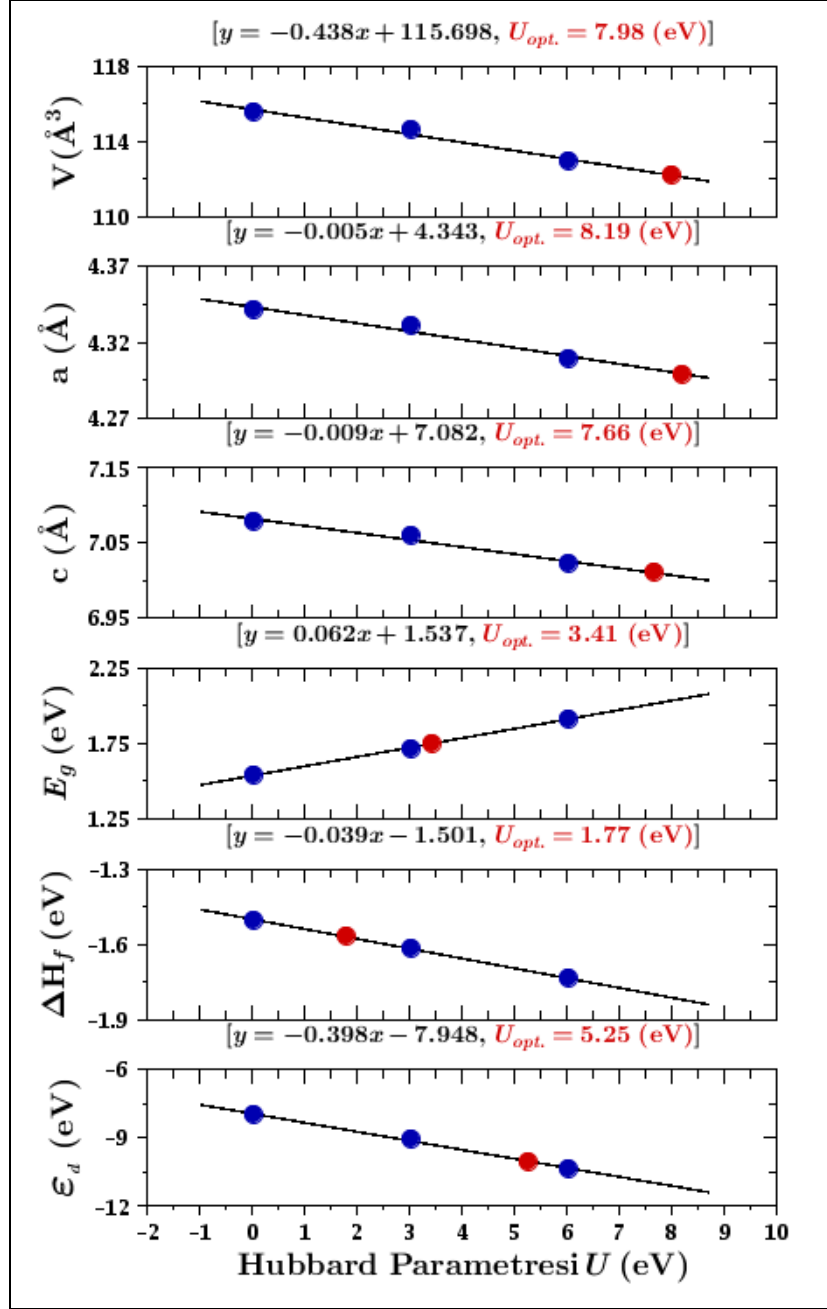 [y = −0.438x + 115.698, U_opt. = 7.98 (eV)]
118
114
110
V(Å³)
[y = −0.005x + 4.343, U_opt. = 8.19 (eV)]
4.37
4.32
4.27
a (Å)
[y = −0.009x + 7.082, U_opt. = 7.66 (eV)]
7.15
7.05
6.95
c (Å)
[y = 0.062x + 1.537, U_opt. = 3.41 (eV)]
2.25
1.75
1.25
E_g (eV)
[y = −0.039x − 1.501, U_opt. = 1.77 (eV)]
−1.3
−1.6
−1.9
ΔH_f (eV)
[y = −0.398x − 7.948, U_opt. = 5.25 (eV)]
−6
−9
−12
ε_d (eV)
−2 −1 0 1 2 3 4 5 6 7 8 9 10
Hubbard Parametresi U (eV)